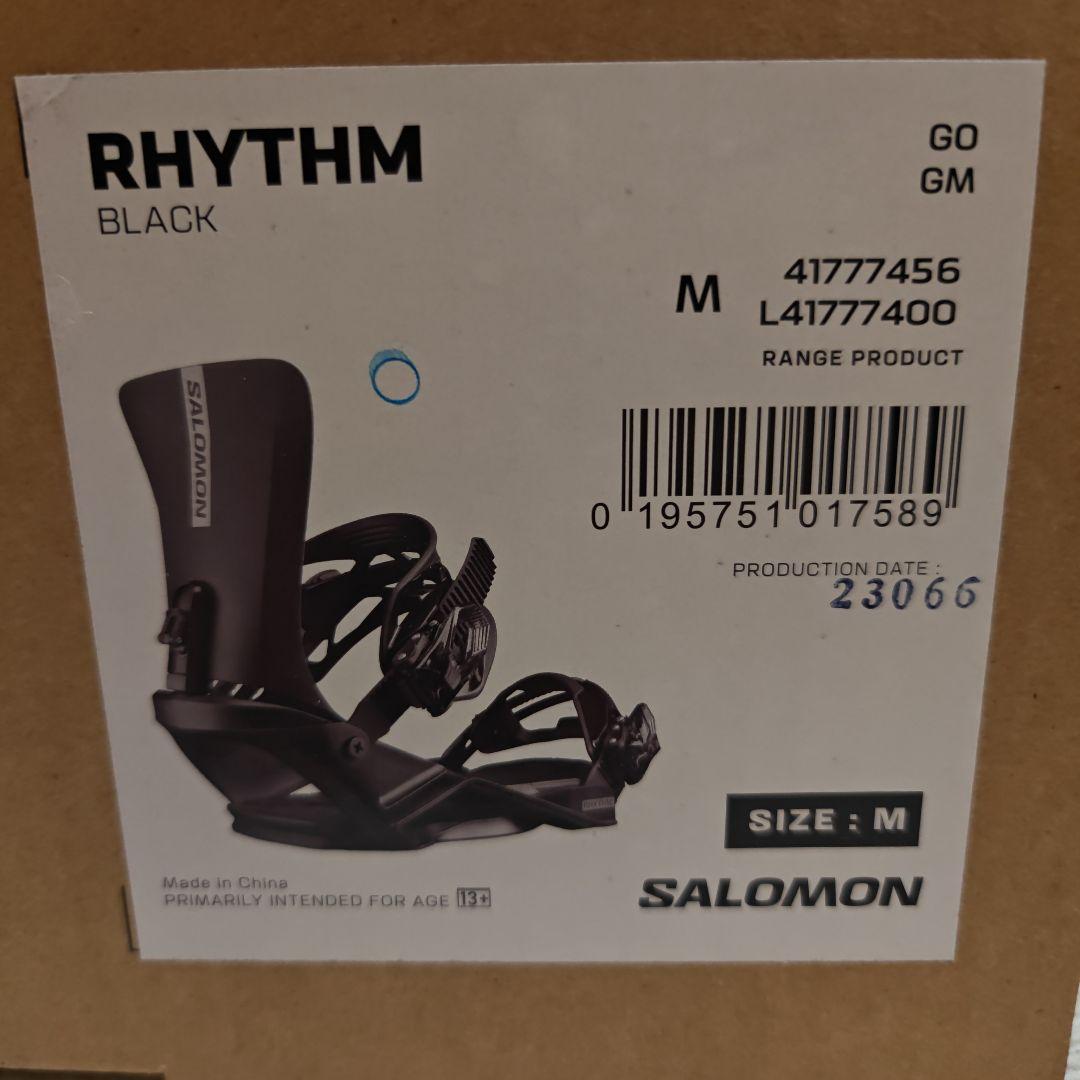 RHYTHM
BLACK
GO
GM
M
41777456
L41777400
RANGE PRODUCT
0 195751 017589
PRODUCTION DATE :
23066
SALOMON
RHYTHM
SIZE : M
SALOMON
Made in China
PRIMARILY INTENDED FOR AGE 13+